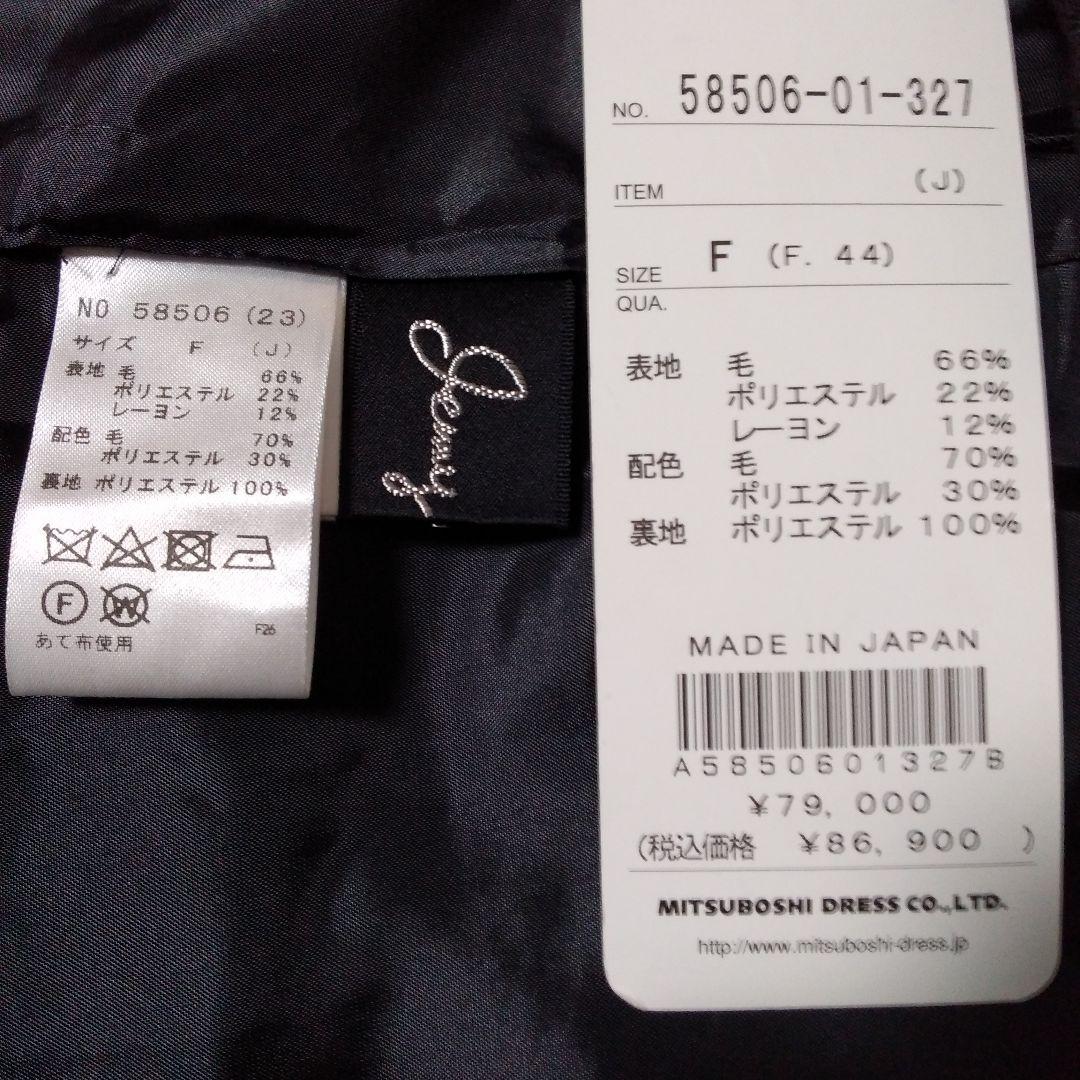 NO 58506 (23)
サイズ F (J)
表地 毛 66%
ポリエステル 22%
レーヨン 12%
配色 毛 70%
ポリエステル 30%
裏地 ポリエステル 100%
F W
あて布使用
F26
NO. 58506-01-327
ITEM (J)
SIZE F (F. 44)
QUA.
表地 毛 66%
ポリエステル 22%
レーヨン 12%
配色 毛 70%
ポリエステル 30%
裏地 ポリエステル 100%
MADE IN JAPAN
A5850601327B
¥79, 000
(税込価格 ¥86, 900 )
MITSUBOSHI DRESS CO.,LTD.
http://www.mitsuboshi-dress.jp